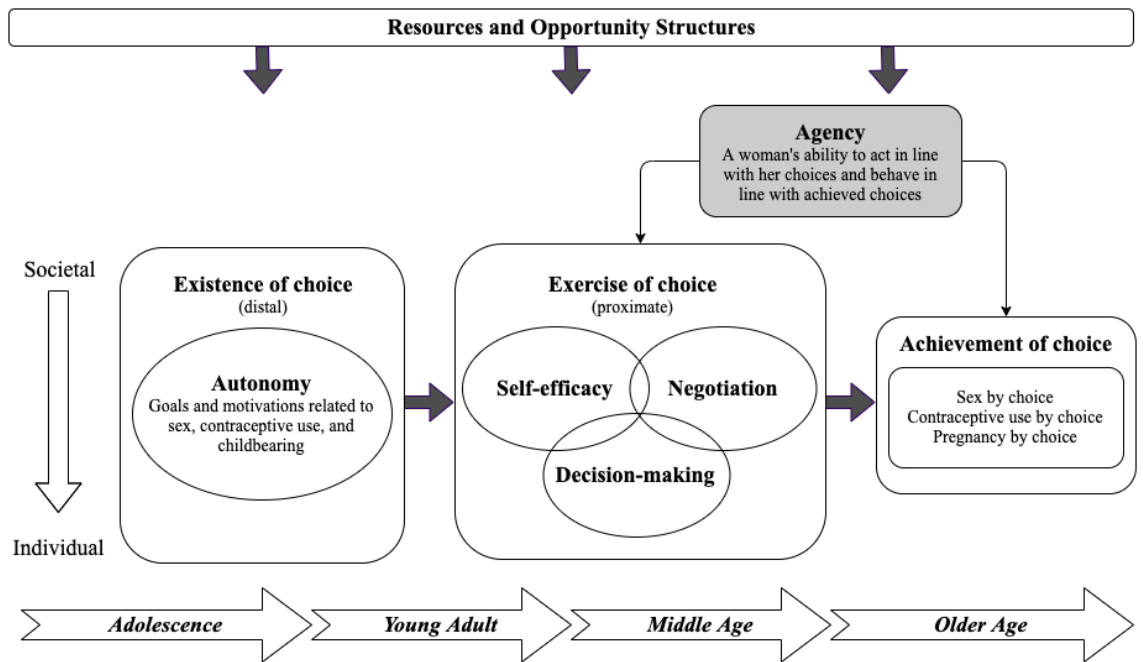 Resources and Opportunity Structures
Agency
A woman's ability to act in line
with her choices and behave in
line with achieved choices
Societal
Individual
Existence of choice
(distal)
Autonomy
Goals and motivations related to
sex, contraceptive use, and
childbearing
Exercise of choice
(proximate)
Self-efficacy
Negotiation
Decision-making
Achievement of choice
Sex by choice
Contraceptive use by choice
Pregnancy by choice
Adolescence
Young Adult
Middle Age
Older Age